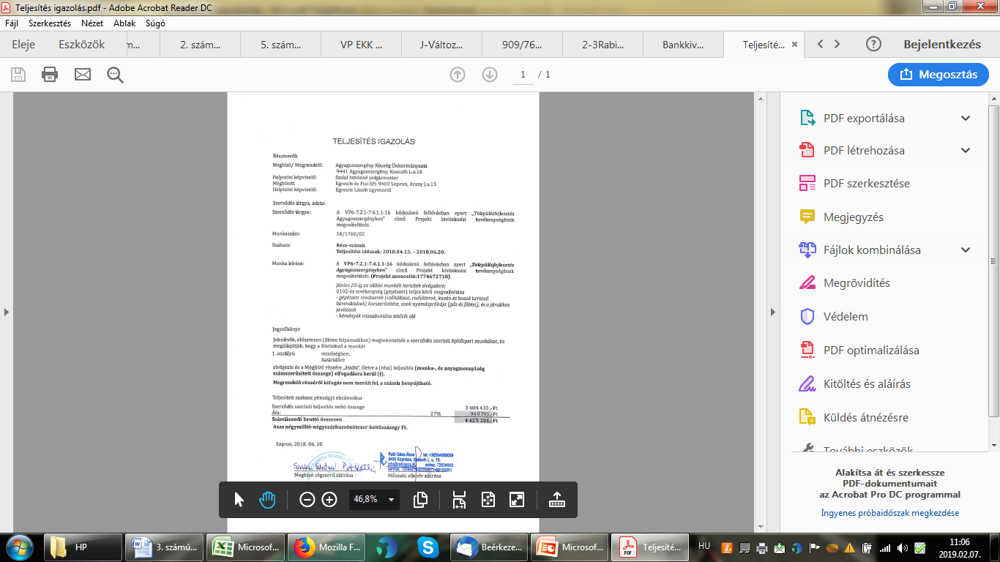 Teljesítés igazolás.pdf - Adobe Acrobat Reader DC
Fájl Szerkesztés Nézet Ablak Súgó
Eleje Eszközök 2. szám... 5. szám... VP EKK ... J-Változ... 909/76... 2-3Rabi... Bankkiv... Teljesíté... Bejelentkezés
1 / 1 Megosztás
TELJESÍTÉS IGAZOLÁS
Résztvevők
Megbízó/ Megrendelő: Agyagosszergény Község Önkormányzata
9441 Agyagosszergény, Kossuth L.u.16
Helyszíni képviselő: Szalai Istvánné polgármester
Megbízott: Egresits és Fiai Kft. 9400 Sopron, Arany J.u.15
Helyszíni képviselő: Egresits László ügyvezető
Szerződés tárgya, adatai
Szerződés tárgya: A VP6-7.2.1-7.4.1.1-16 kódszámú felhívásban nyert „Településfejlesztés
Agyagosszergényben" című Projekt kivitelezési tevékenységének
megvalósítását.
Munkaszám: 16/1760/02
Szakasz: Rész-számla
Teljesítési időszak: 2018.04.15. – 2018.06.20.
Munka leírása: A VP6-7.2.1-7.4.1.1-16 kódszámú felhívásban nyert „Településfejlesztés
Agyagosszergényben" című Projekt kivitelezési tevékenységének
megvalósítását. (Projekt azonosító:1774672718)
Június 20-ig az alábbi munkák kerültek elvégzésre:
0102-es tevékenység (gépészet) teljes körű megvalósítása
- gépészeti rendszerek (csőhálózat, radiátorok, kazán és hozzá tartozó
berendezések) korszerűsítése, azok nyomáspróbája (gáz és fűtési), és a járulékos
javítások
- kémények visszabontása tetősík alá
Jegyzőkönyv
Jelenlévők, előzetesen (illetve folyamatában) megtekintették a szerződés szerinti építőipari munkákat, és
megállapítják, hogy a Kivitelező a munkát
1. osztályú minőségben,
határidőre
elvégezte és a Megbízó részére „átadta", illetve a (rész) teljesítés (munka-, és anyagmennyiség
számszerűsített összege) elfogadásra kerül (t).
Megrendelő részéről kifogás nem merült fel, a számla benyújtható.
Teljesített szakasz pénzügyi elszámolása
Szerződés szerinti teljesítés nettó összege 3 484 410,- Ft
Áfa: 27% 940 791,- Ft
Számlázandó bruttó összesen 4 425 201,- Ft
Azaz négymillió-négyszázhuszönötezer-kettőszázegy Ft.
Sopron, 2018. 06. 20
Rabi Géza Ákos tel: +36304068059
9495 Kópháza, Kossuth L. u. 79.
Megbízó cégszerű aláírása Műszaki ellenőr aláírása
46,8%
PDF exportálása
PDF létrehozása
PDF szerkesztése
Megjegyzés
Fájlok kombinálása
Megrövidítés
Védelem
PDF optimalizálása
Kitöltés és aláírás
Küldés átnézésre
További eszközök
Alakítsa át és szerkessze
PDF-dokumentumait
az Acrobat Pro DC programmal
Ingyenes próbaidőszak megkezdése
HP 3. számú... Microsof... Mozilla F... Beérkeze... Microsof... Teljesíté... HU 11:06
2019.02.07.